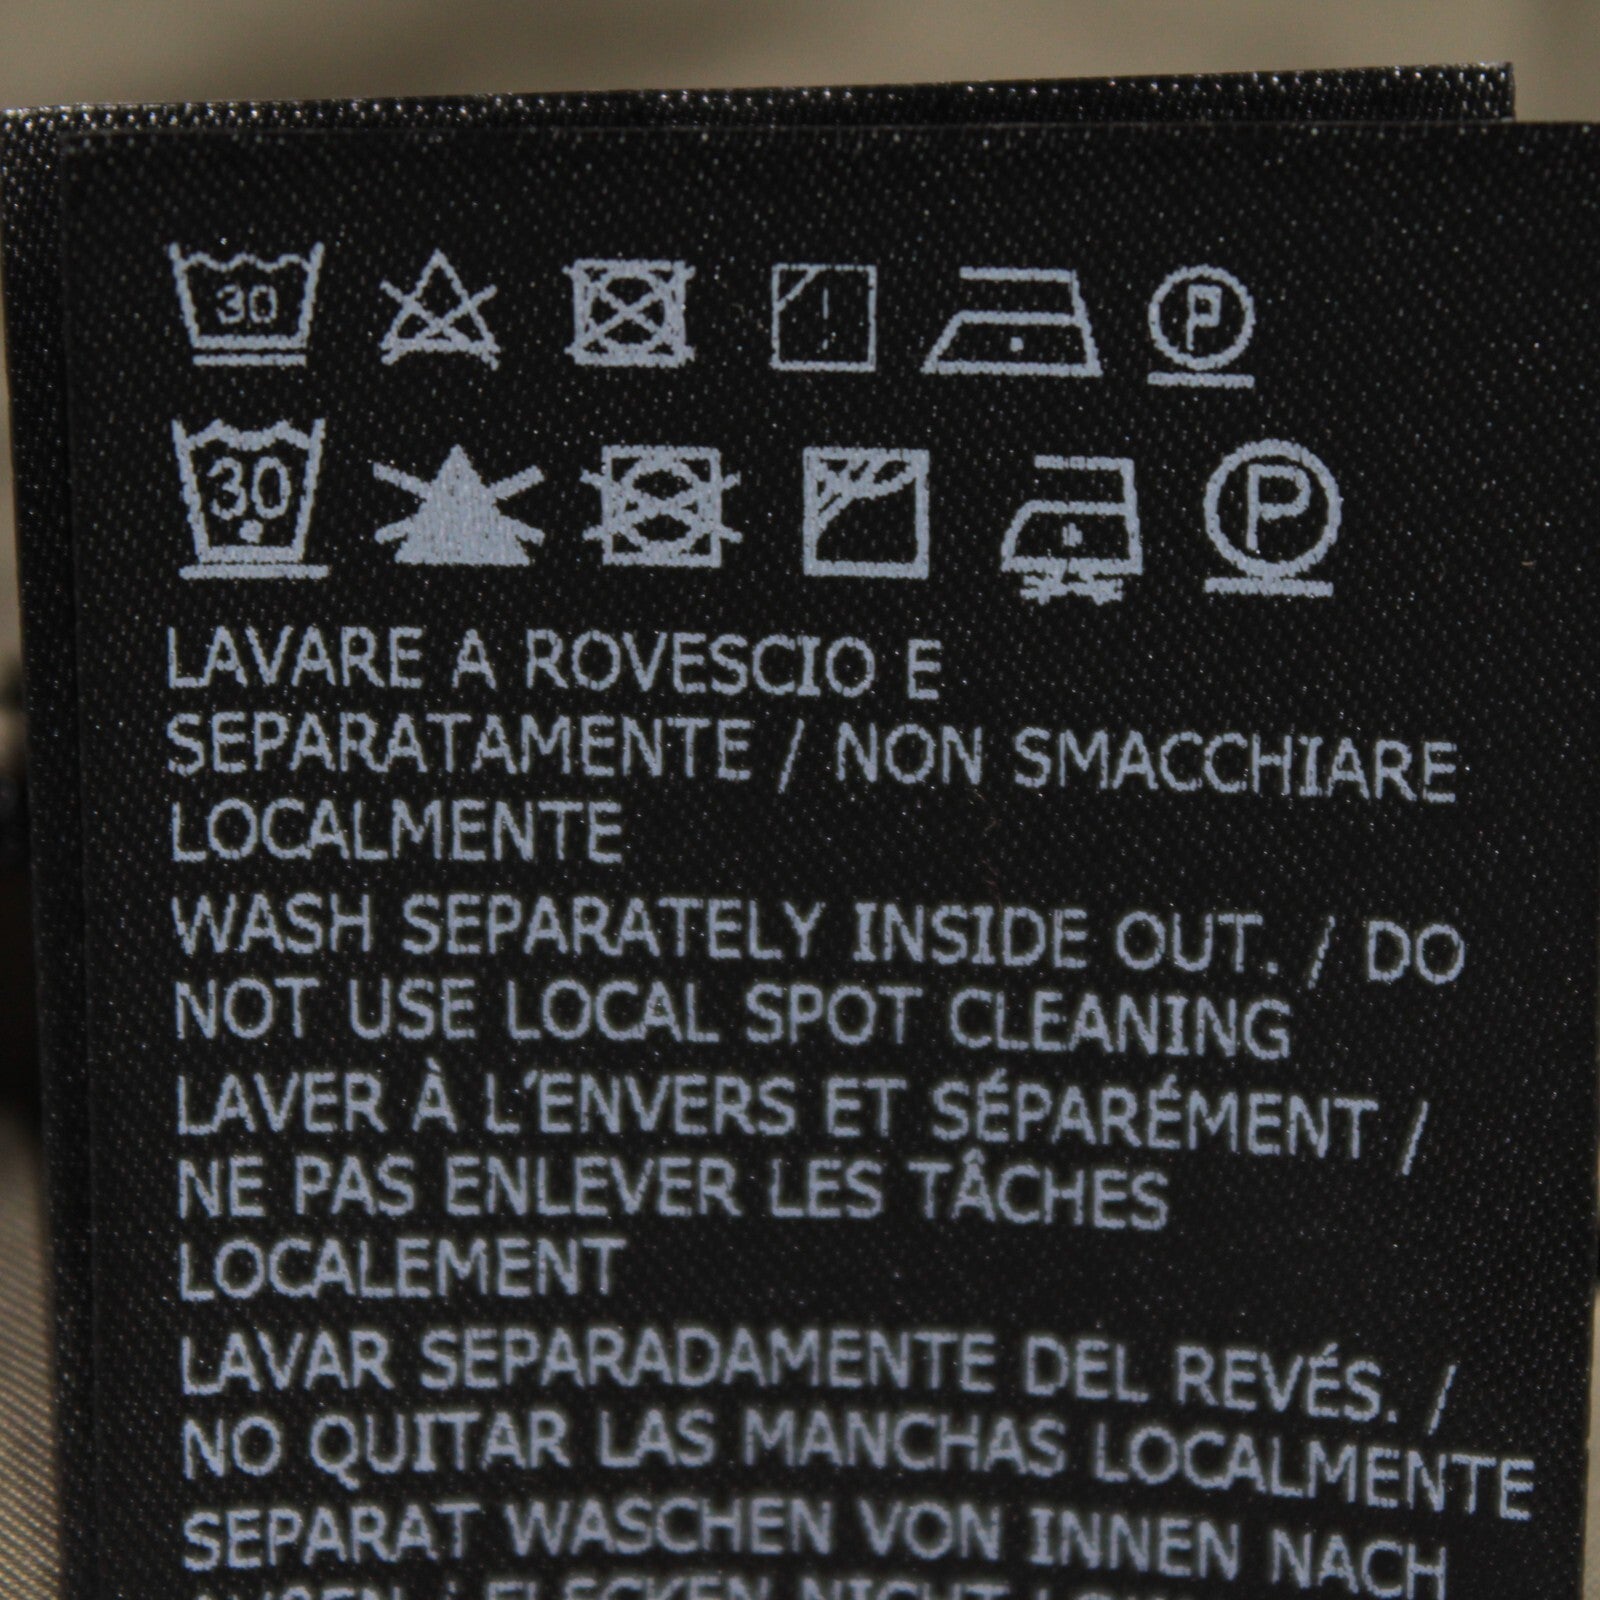 30 P
30 P
LAVARE A ROVESCIO E
SEPARATAMENTE / NON SMACCHIARE
LOCALMENTE
WASH SEPARATELY INSIDE OUT. / DO
NOT USE LOCAL SPOT CLEANING
LAVER À L'ENVERS ET SÉPARÉMENT /
NE PAS ENLEVER LES TÂCHES
LOCALEMENT
LAVAR SEPARADAMENTE DEL REVÉS. /
NO QUITAR LAS MANCHAS LOCALMENTE
SEPARAT WASCHEN VON INNEN NACH
FLECKEN NICHT